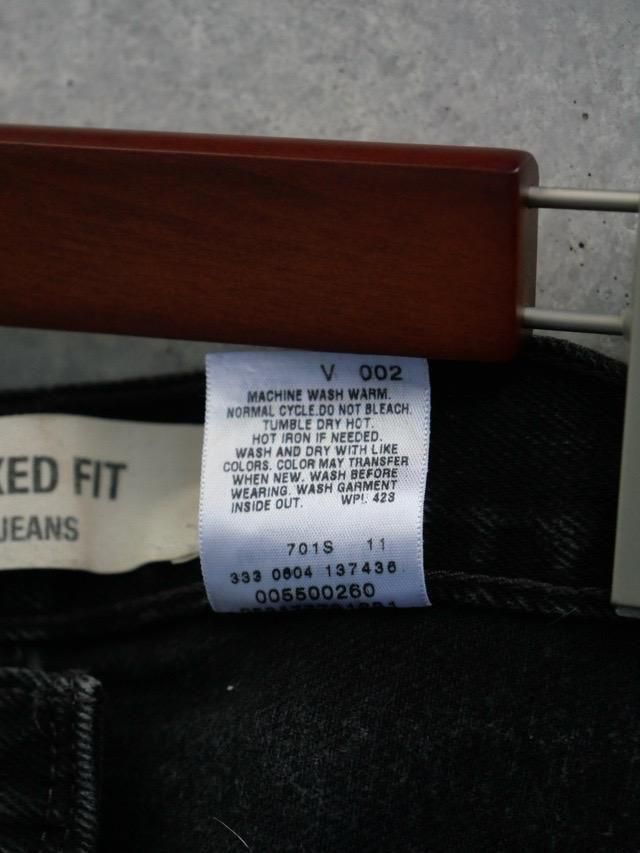 V 002
MACHINE WASH WARM.
NORMAL CYCLE.DO NOT BLEACH.
TUMBLE DRY HOT.
HOT IRON IF NEEDED.
WASH AND DRY WITH LIKE
COLORS. COLOR MAY TRANSFER
WHEN NEW. WASH BEFORE
WEARING. WASH GARMENT
INSIDE OUT. WPL 423
701S 11
333 0604 137436
005500260
XED FIT
JEANS